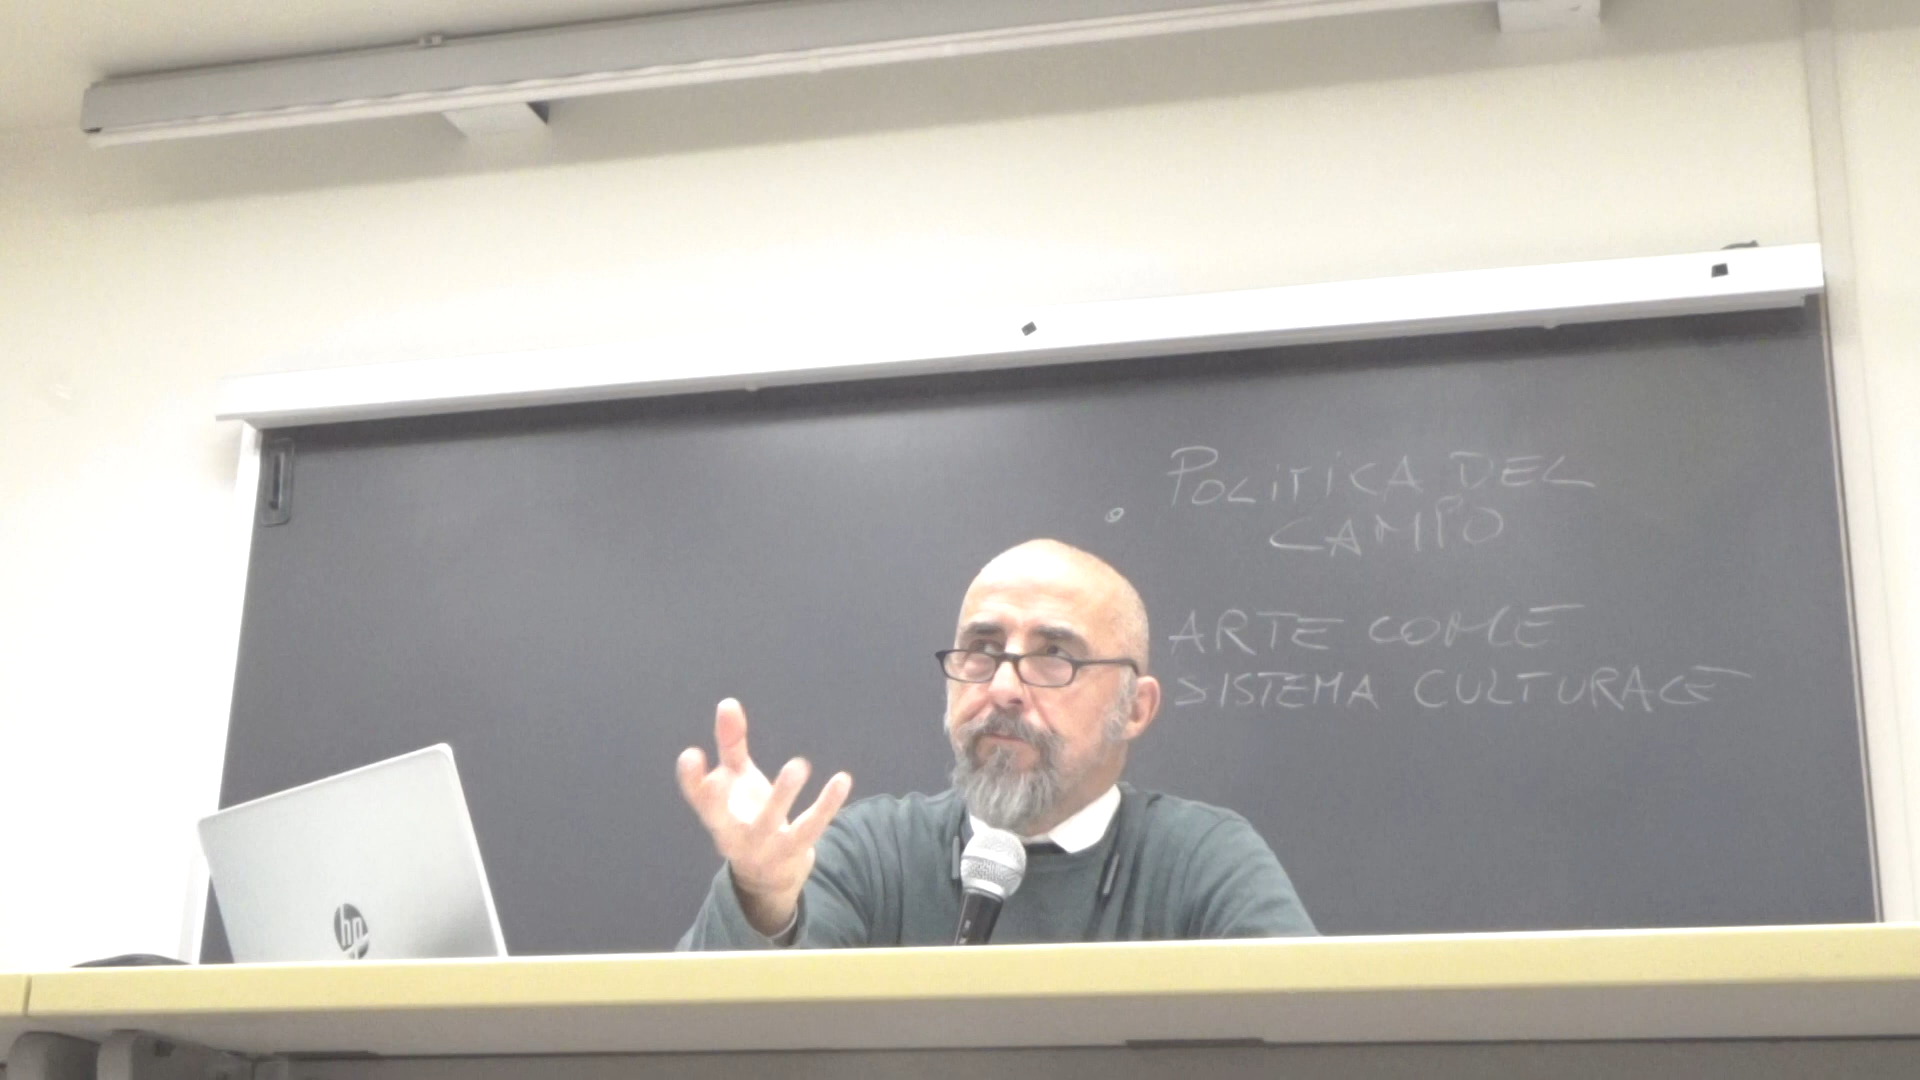 POLITICA DEL
CAMPO
ARTE COME
SISTEMA CULTURALE
hp